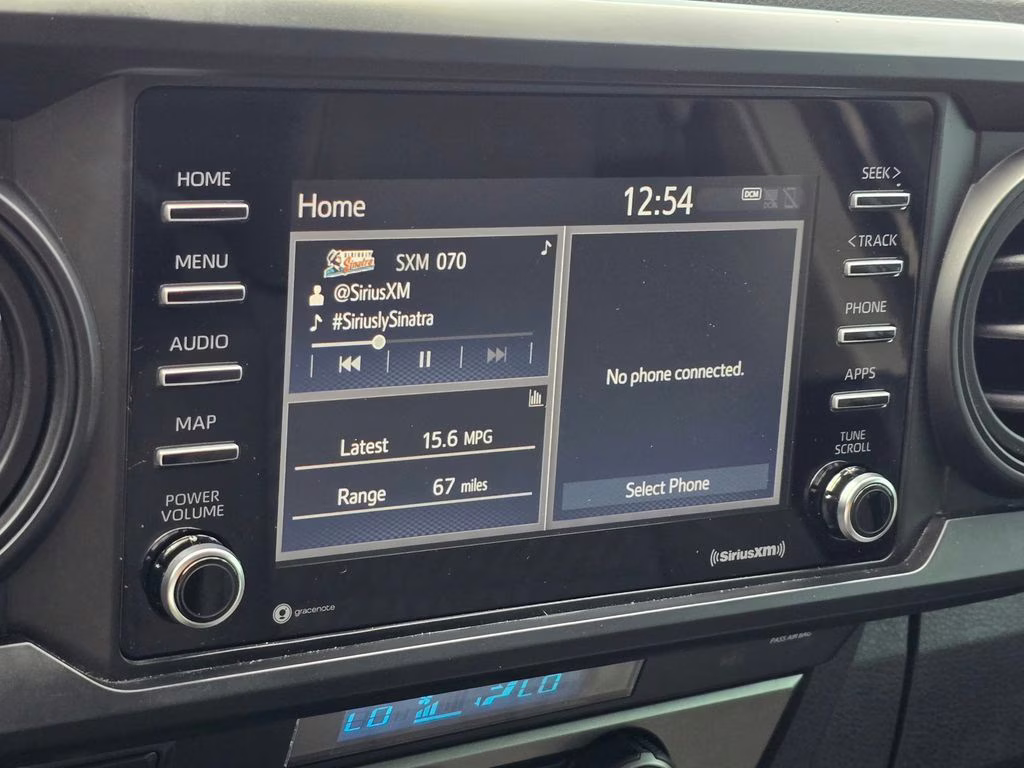 HOME
MENU
AUDIO
MAP
POWER
VOLUME
Home
12:54
DCM
Sinatra
SXM 070
@SiriusXM
#SiriuslySinatra
Latest 15.6 MPG
Range 67 miles
No phone connected.
Select Phone
SEEK >
< TRACK
PHONE
APPS
TUNE
SCROLL
gracenote
((SiriusXM))
PASS AIR BAG
LO LO